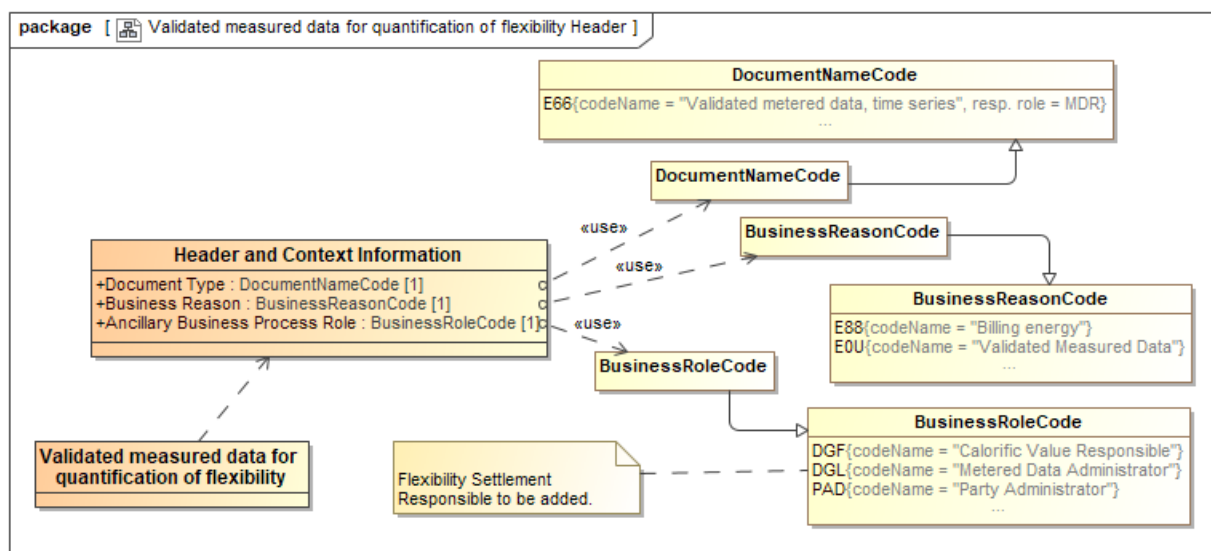 package [ Validated measured data for quantification of flexibility Header ]
DocumentNameCode
E66{codeName = "Validated metered data, time series", resp. role = MDR}
...
DocumentNameCode
«use»
BusinessReasonCode
«use»
Header and Context Information
+Document Type : DocumentNameCode [1]
+Business Reason : BusinessReasonCode [1]
+Ancillary Business Process Role : BusinessRoleCode [1]
«use»
BusinessReasonCode
E88{codeName = "Billing energy"}
E0U{codeName = "Validated Measured Data"}
...
BusinessRoleCode
BusinessRoleCode
DGF{codeName = "Calorific Value Responsible"}
DGL{codeName = "Metered Data Administrator"}
PAD{codeName = "Party Administrator"}
...
Validated measured data for
quantification of flexibility
Flexibility Settlement
Responsible to be added.